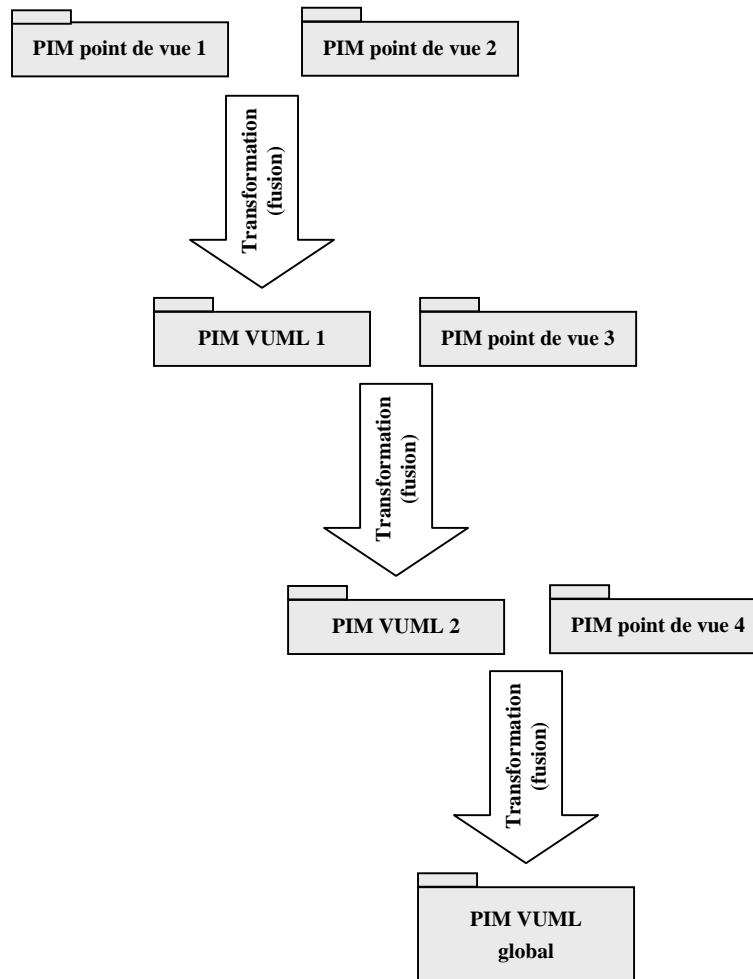 PIM point de vue 1
PIM point de vue 2
Transformation
(fusion)
PIM VUML 1
PIM point de vue 3
Transformation
(fusion)
PIM VUML 2
PIM point de vue 4
Transformation
(fusion)
PIM VUML
global